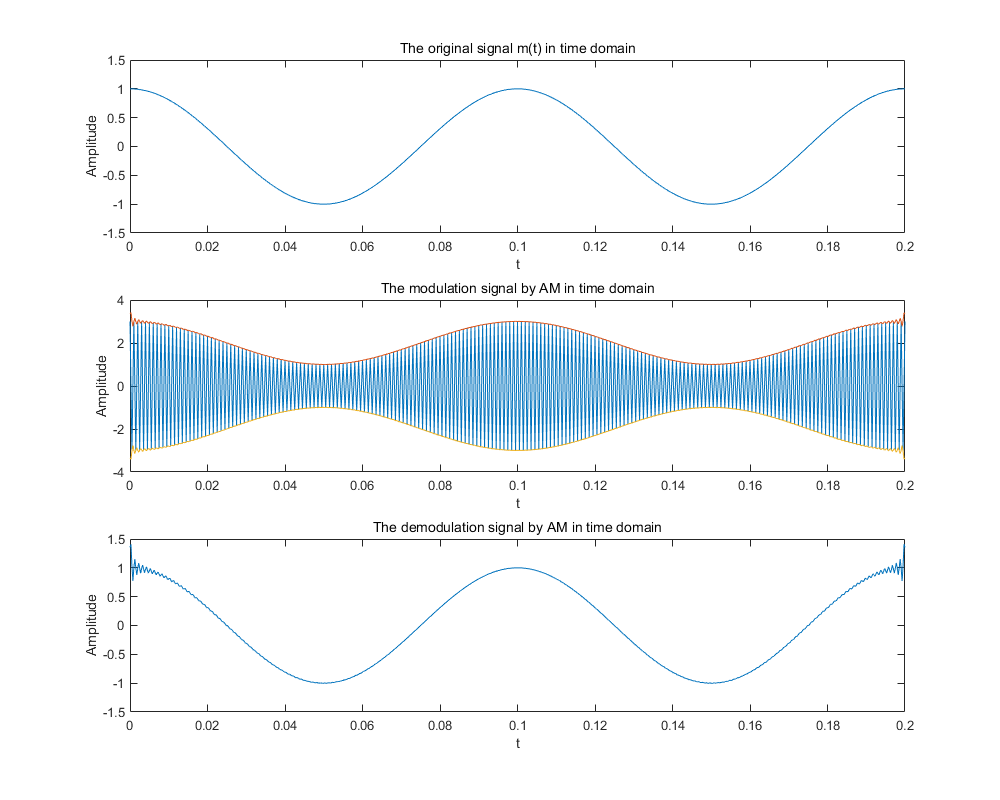 The original signal m(t) in time domain
1.5
1
0.5
0
-0.5
-1
-1.5
Amplitude
0 0.02 0.04 0.06 0.08 0.1 0.12 0.14 0.16 0.18 0.2
t
The modulation signal by AM in time domain
4
2
0
-2
-4
Amplitude
0 0.02 0.04 0.06 0.08 0.1 0.12 0.14 0.16 0.18 0.2
t
The demodulation signal by AM in time domain
1.5
1
0.5
0
-0.5
-1
-1.5
Amplitude
0 0.02 0.04 0.06 0.08 0.1 0.12 0.14 0.16 0.18 0.2
t